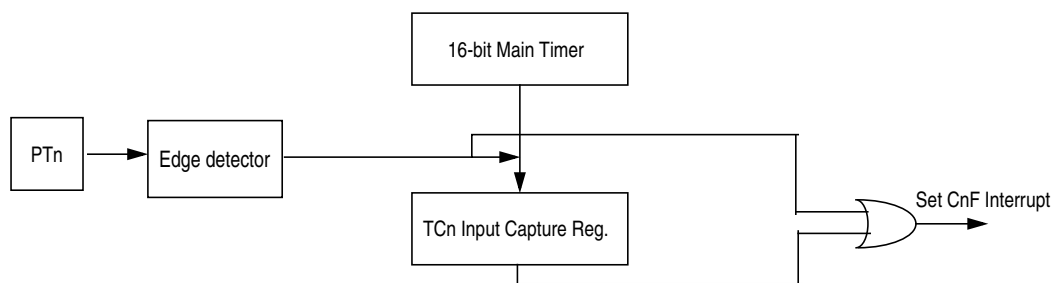 16-bit Main Timer
PTn
Edge detector
TCn Input Capture Reg.
Set CnF Interrupt